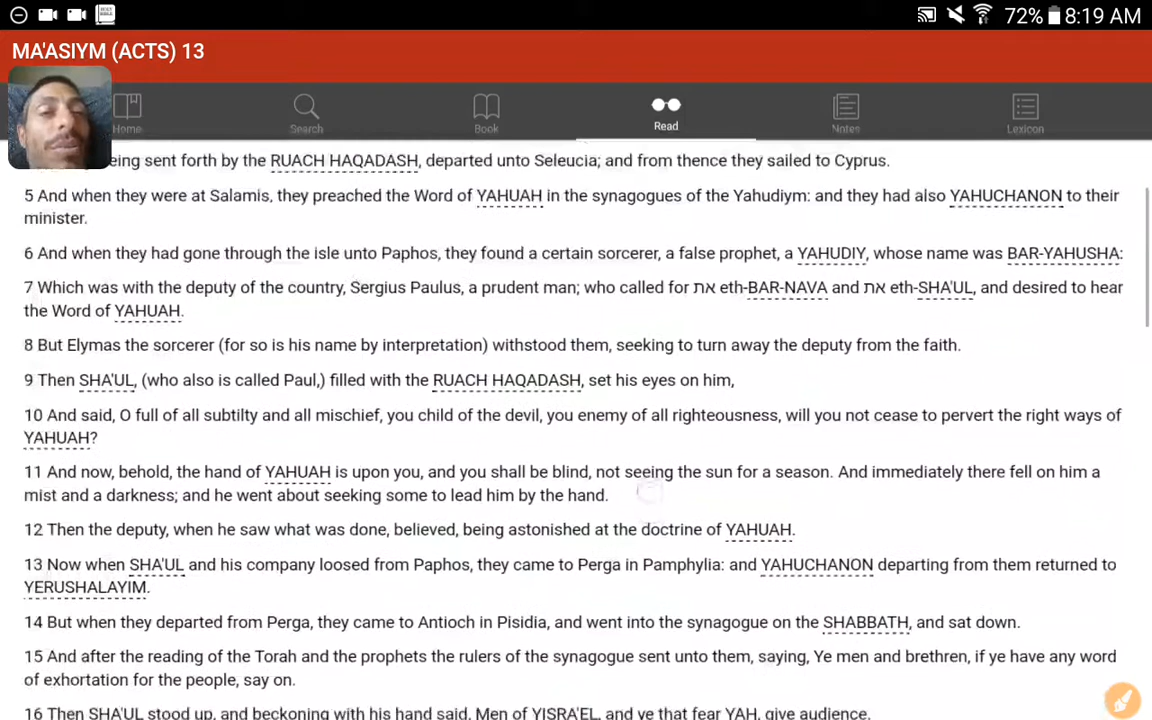 72% 8:19 AM
MA'ASIYM (ACTS) 13
Home Search Book Read Notes Lexicon
eing sent forth by the RUACH HAQADASH, departed unto Seleucia; and from thence they sailed to Cyprus.
5 And when they were at Salamis, they preached the Word of YAHUAH in the synagogues of the Yahudiym: and they had also YAHUCHANON to their
minister.
6 And when they had gone through the isle unto Paphos, they found a certain sorcerer, a false prophet, a YAHUDIY, whose name was BAR-YAHUSHA:
7 Which was with the deputy of the country, Sergius Paulus, a prudent man; who called for את eth-BAR-NAVA and את eth-SHA'UL, and desired to hear
the Word of YAHUAH.
8 But Elymas the sorcerer (for so is his name by interpretation) withstood them, seeking to turn away the deputy from the faith.
9 Then SHA'UL, (who also is called Paul,) filled with the RUACH HAQADASH, set his eyes on him,
10 And said, O full of all subtilty and all mischief, you child of the devil, you enemy of all righteousness, will you not cease to pervert the right ways of
YAHUAH?
11 And now, behold, the hand of YAHUAH is upon you, and you shall be blind, not seeing the sun for a season. And immediately there fell on him a
mist and a darkness; and he went about seeking some to lead him by the hand.
12 Then the deputy, when he saw what was done, believed, being astonished at the doctrine of YAHUAH.
13 Now when SHA'UL and his company loosed from Paphos, they came to Perga in Pamphylia: and YAHUCHANON departing from them returned to
YERUSHALAYIM.
14 But when they departed from Perga, they came to Antioch in Pisidia, and went into the synagogue on the SHABBATH, and sat down.
15 And after the reading of the Torah and the prophets the rulers of the synagogue sent unto them, saying, Ye men and brethren, if ye have any word
of exhortation for the people, say on.
16 Then SHA'UL stood up, and beckoning with his hand said, Men of YISRA'EL, and ye that fear YAH, give audience.